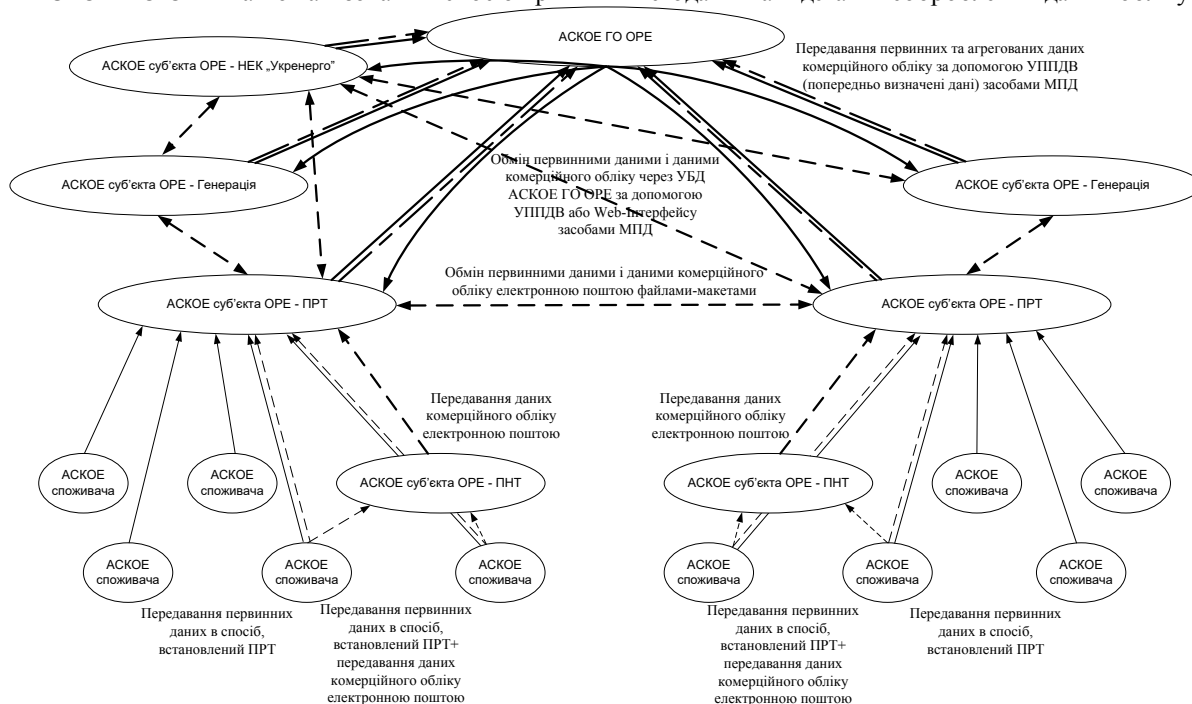 АСКОЕ ГО ОРЕ
АСКОЕ суб'єкта ОРЕ - НЕК „Укренерго”
Передавання первинних та агрегованих даних
комерційного обліку за допомогою УППДВ
(попередньо визначені дані) засобами МПД
АСКОЕ суб'єкта ОРЕ - Генерація
Обмін первинними даними і даними
комерційного обліку через УБД
АСКОЕ ГО ОРЕ за допомогою
УППДВ або Web-інтерфейсу
засобами МПД
АСКОЕ суб'єкта ОРЕ - Генерація
АСКОЕ суб'єкта ОРЕ - ПРТ
Обмін первинними даними і даними комерційного
обліку електронною поштою файлами-макетами
АСКОЕ суб'єкта ОРЕ - ПРТ
Передавання даних
комерційного обліку
електронною поштою
Передавання даних
комерційного обліку
електронною поштою
АСКОЕ
споживача
АСКОЕ
споживача
АСКОЕ суб'єкта ОРЕ - ПНТ
АСКОЕ суб'єкта ОРЕ - ПНТ
АСКОЕ
споживача
АСКОЕ
споживача
АСКОЕ
споживача
АСКОЕ
споживача
АСКОЕ
споживача
АСКОЕ
споживача
АСКОЕ
споживача
АСКОЕ
споживача
Передавання первинних
даних в спосіб,
встановлений ПРТ
Передавання первинних
даних в спосіб,
встановлений ПРТ+
передавання даних
комерційного обліку
електронною поштою
Передавання первинних
даних в спосіб,
встановлений ПРТ+
передавання даних
комерційного обліку
електронною поштою
Передавання первинних
даних в спосіб,
встановлений ПРТ